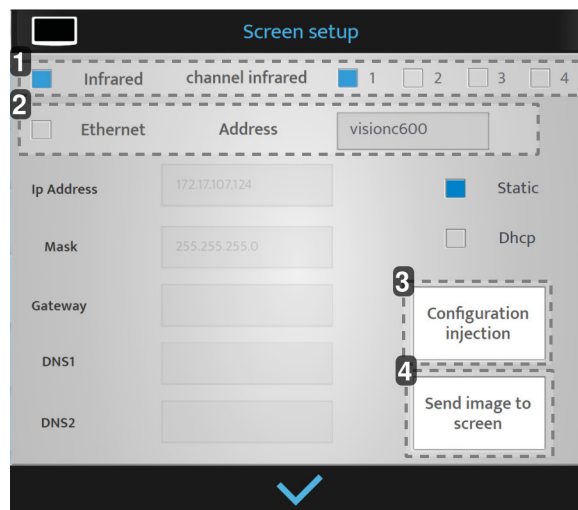 Screen setup
1
Infrared channel infrared 1 2 3 4
2
Ethernet Address visionc600
Ip Address 172.17.107.124 Static
Mask 255.255.255.0 Dhcp
3
Gateway
Configuration
injection
DNS1
4
Send image to
screen
DNS2